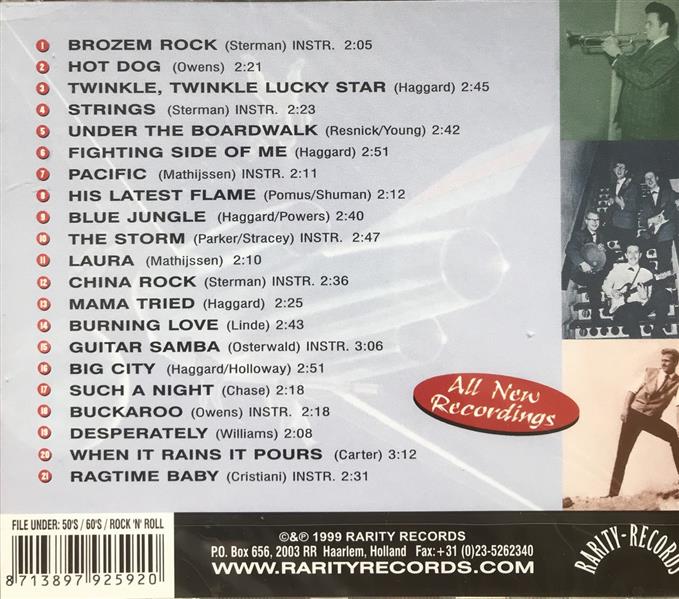 1 BROZEM ROCK (Sterman) INSTR. 2:05
2 HOT DOG (Owens) 2:21
3 TWINKLE, TWINKLE LUCKY STAR (Haggard) 2:45
4 STRINGS (Sterman) INSTR. 2:23
5 UNDER THE BOARDWALK (Resnick/Young) 2:42
6 FIGHTING SIDE OF ME (Haggard) 2:51
7 PACIFIC (Mathijssen) INSTR. 2:11
8 HIS LATEST FLAME (Pomus/Shuman) 2:12
9 BLUE JUNGLE (Haggard/Powers) 2:40
10 THE STORM (Parker/Stracey) INSTR. 2:47
11 LAURA (Mathijssen) 2:10
12 CHINA ROCK (Sterman) INSTR. 2:36
13 MAMA TRIED (Haggard) 2:25
14 BURNING LOVE (Linde) 2:43
15 GUITAR SAMBA (Osterwald) INSTR. 3:06
16 BIG CITY (Haggard/Holloway) 2:51
17 SUCH A NIGHT (Chase) 2:18
18 BUCKAROO (Owens) INSTR. 2:18
19 DESPERATELY (Williams) 2:08
20 WHEN IT RAINS IT POURS (Carter) 3:12
21 RAGTIME BABY (Cristiani) INSTR. 2:31
All New
Recordings
FILE UNDER: 50'S / 60'S / ROCK 'N' ROLL
8 713897 925920
©&℗ 1999 RARITY RECORDS
P.O. Box 656, 2003 RR Haarlem, Holland Fax:+31 (0)23-5262340
WWW.RARITYRECORDS.COM
RARITY-RECORDS